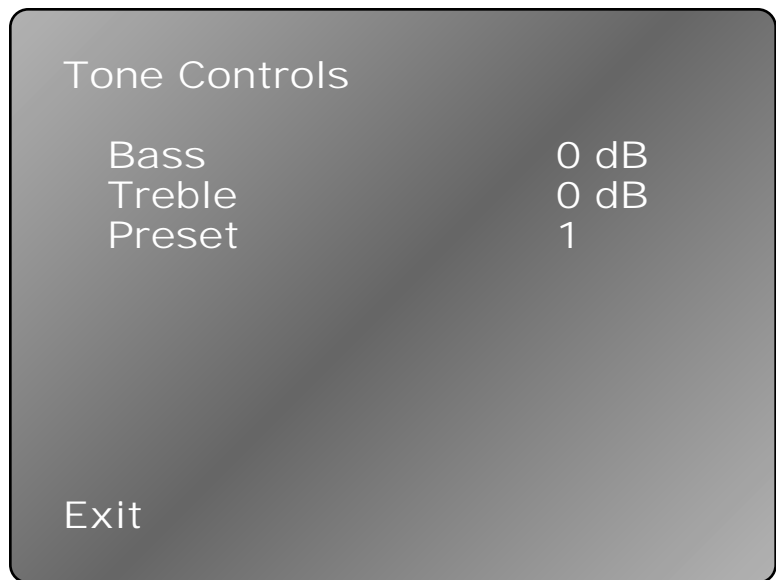 Tone Controls
Bass 0 dB
Treble 0 dB
Preset 1
Exit